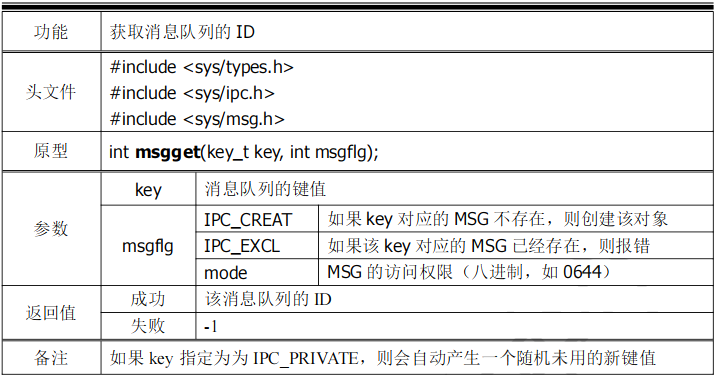 功能 获取消息队列的 ID
头文件 #include <sys/types.h>
#include <sys/ipc.h>
#include <sys/msg.h>
原型 int msgget(key_t key, int msgflg);
参数 key 消息队列的键值
msgflg IPC_CREAT 如果 key 对应的 MSG 不存在，则创建该对象
IPC_EXCL 如果该 key 对应的 MSG 已经存在，则报错
mode MSG 的访问权限（八进制，如 0644）
返回值 成功 该消息队列的 ID
失败 -1
备注 如果 key 指定为为 IPC_PRIVATE，则会自动产生一个随机未用的新键值